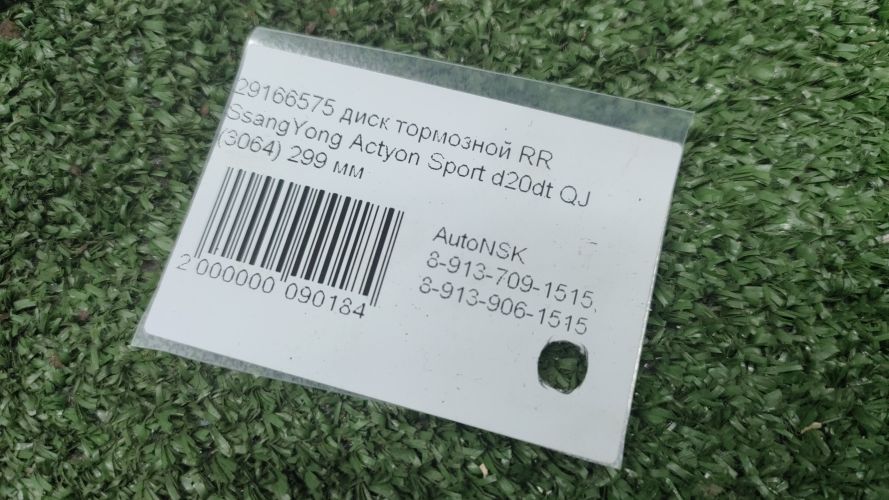 29166575 диск тормозной RR
SsangYong Actyon Sport d20dt QJ
(3064) 299 мм
AutoNSK
8-913-709-1515,
8-913-906-1515
2 000000 090184